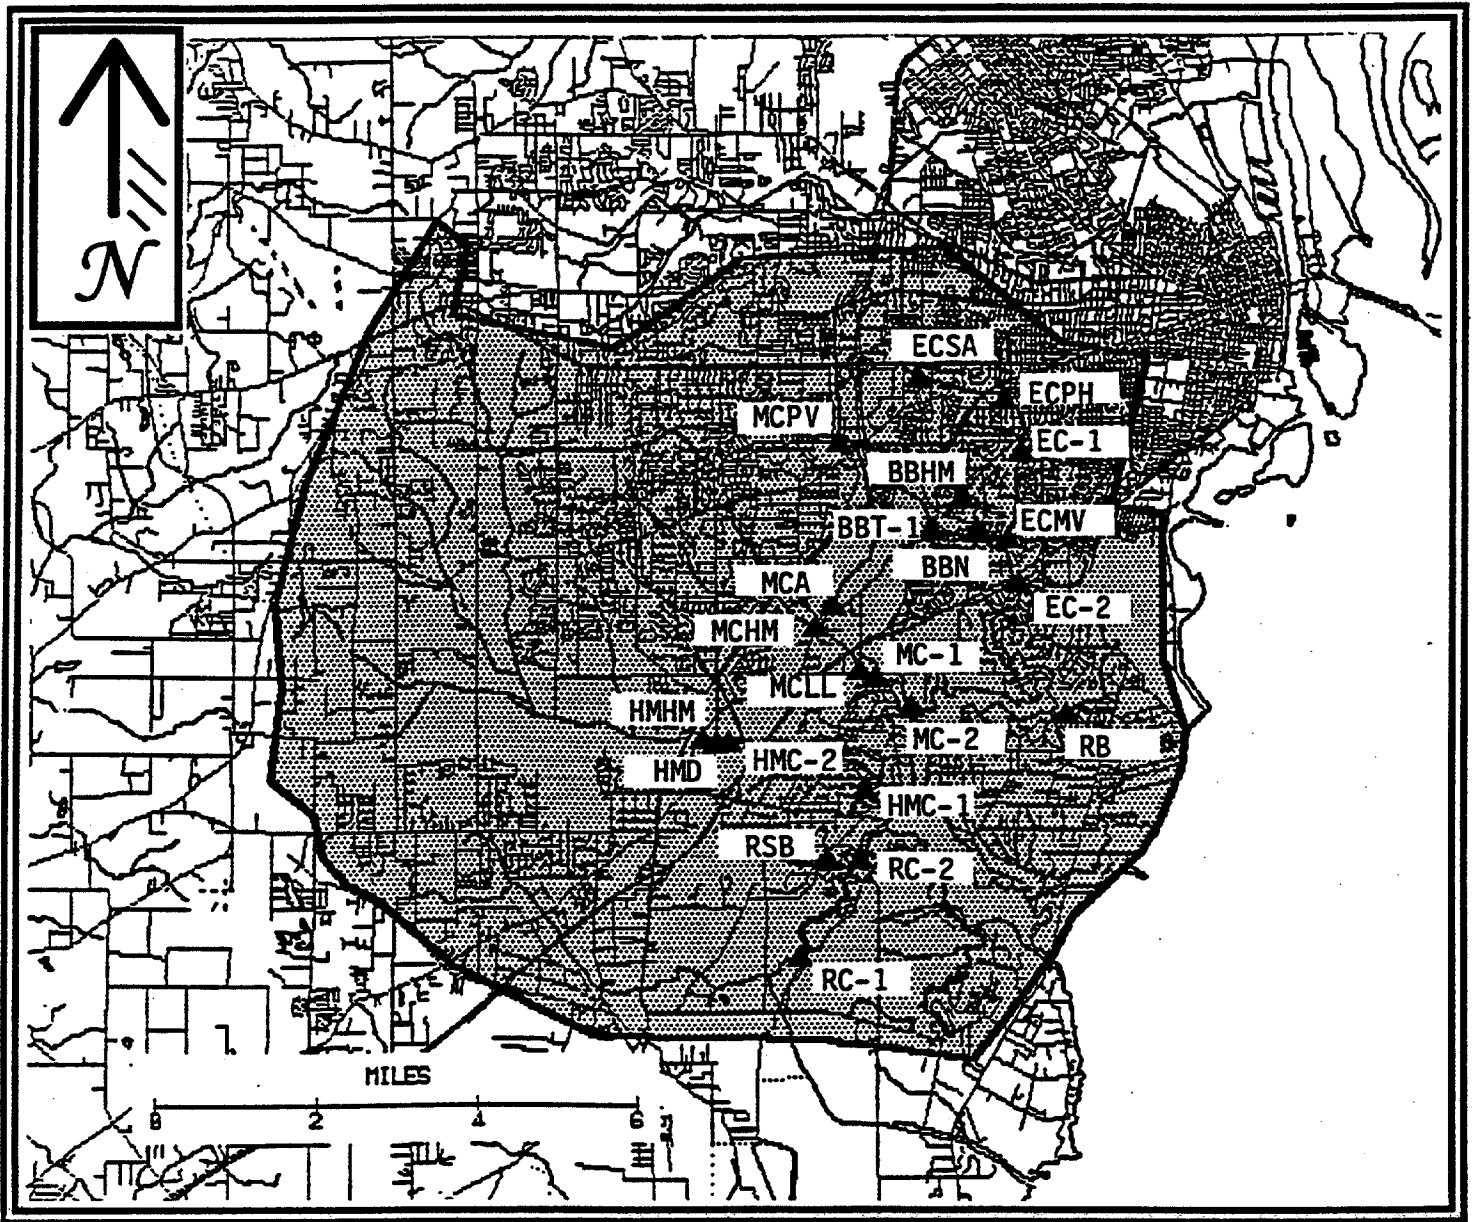 N
ECSA
ECPH
MCPV
EC-1
BBHM
BBT-1
ECMV
BBN
MCA
EC-2
MCHM
MC-1
MCLL
HMHM
MC-2
RB
HMC-2
HMD
HMC-1
RSB
RC-2
RC-1
MILES
0 2 4 6